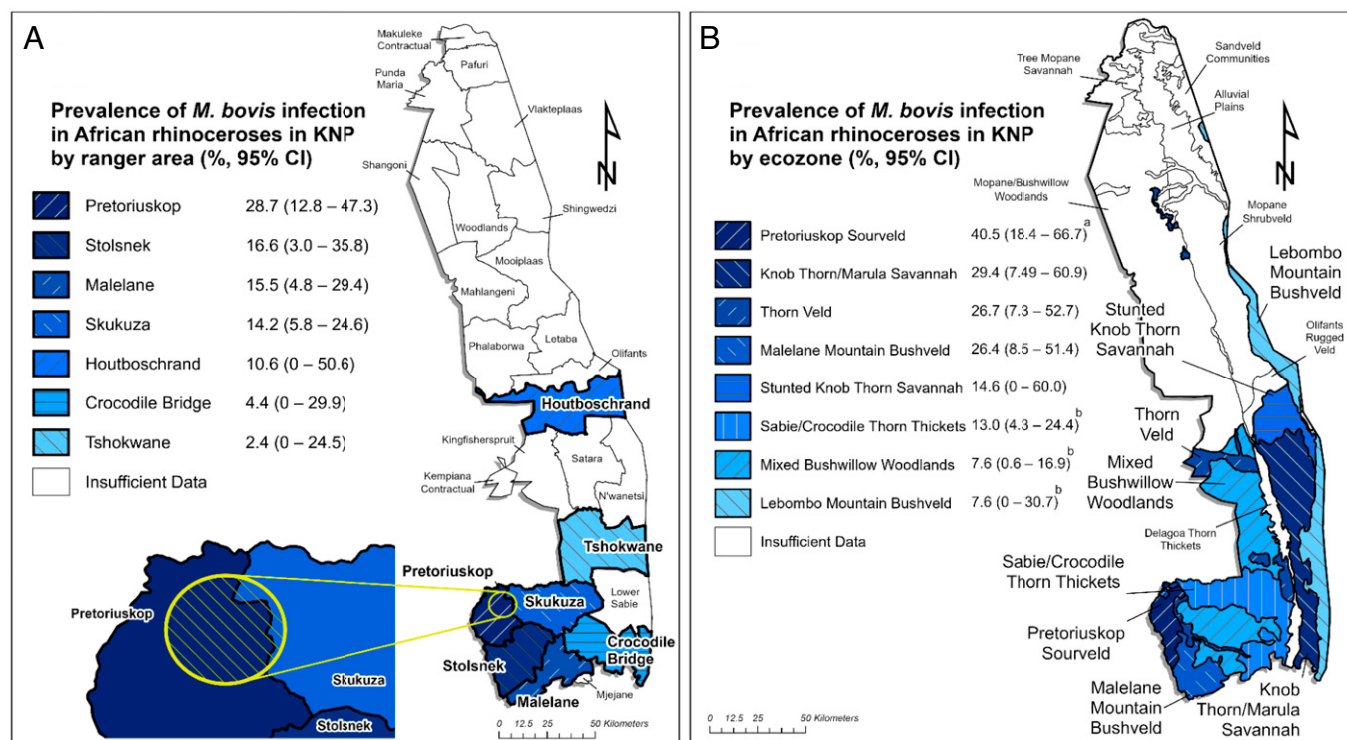 A
Prevalence of M. bovis infection
in African rhinoceroses in KNP
by ranger area (%, 95% CI)
Pretoriuskop 28.7 (12.8 – 47.3)
Stolsnek 16.6 (3.0 – 35.8)
Malelane 15.5 (4.8 – 29.4)
Skukuza 14.2 (5.8 – 24.6)
Houtboschrand 10.6 (0 – 50.6)
Crocodile Bridge 4.4 (0 – 29.9)
Tshokwane 2.4 (0 – 24.5)
Insufficient Data
Makuleke
Contractual
Pafuri
Punda
Maria
Vlakteplaas
N
Shangoni
Shingwedzi
Woodlands
Mooiplaas
Mahlangeni
Phalaborwa
Letaba
Olifants
Houtboschrand
Kingfisherspruit
Satara
Kempiana
Contractual
N'wanetsi
Tshokwane
Pretoriuskop
Lower
Sabie
Skukuza
Crocodile
Bridge
Stolsnek
Mjejane
Malelane
Pretoriuskop
Skukuza
Stolsnek
0 12.5 25 50 Kilometers
B
Prevalence of M. bovis infection
in African rhinoceroses in KNP
by ecozone (%, 95% CI)
Pretoriuskop Sourveld 40.5 (18.4 – 66.7)a
Knob Thorn/Marula Savannah 29.4 (7.49 – 60.9)
Thorn Veld 26.7 (7.3 – 52.7)
Malelane Mountain Bushveld 26.4 (8.5 – 51.4)
Stunted Knob Thorn Savannah 14.6 (0 – 60.0)
Sabie/Crocodile Thorn Thickets 13.0 (4.3 – 24.4)b
Mixed Bushwillow Woodlands 7.6 (0.6 – 16.9)b
Lebombo Mountain Bushveld 7.6 (0 – 30.7)b
Insufficient Data
Tree Mopane
Savannah
Sandveld
Communities
Alluvial
Plains
N
Mopane/Bushwillow
Woodlands
Mopane
Shrubveld
Lebombo
Mountain
Bushveld
Stunted
Knob Thorn
Savannah
Olifants
Rugged
Veld
Thorn
Veld
Mixed
Bushwillow
Woodlands
Delagoa Thorn
Thickets
Sabie/Crocodile
Thorn Thickets
Pretoriuskop
Sourveld
Malelane
Mountain
Bushveld
Knob
Thorn/Marula
Savannah
0 12.5 25 50 Kilometers